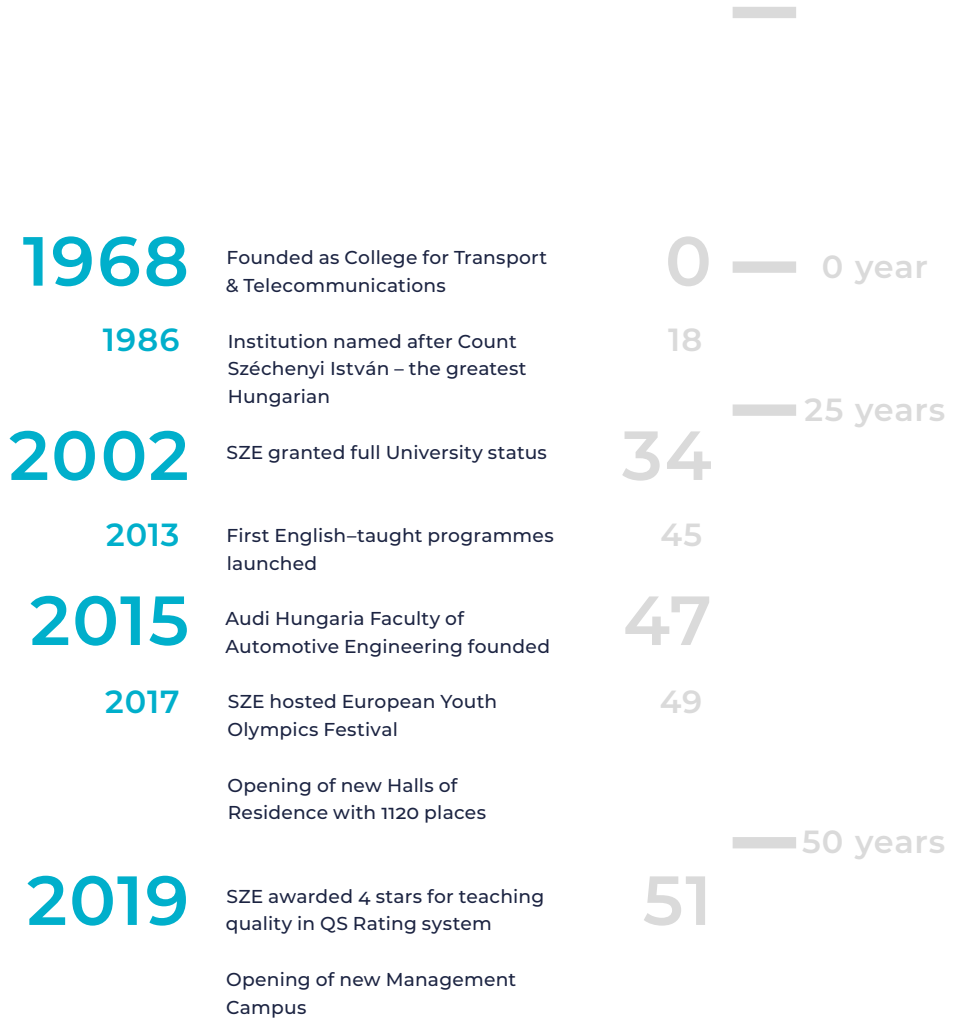 1968
Founded as College for Transport
& Telecommunications
0
0 year
1986
Institution named after Count
Széchenyi István – the greatest
Hungarian
18
25 years
2002
SZE granted full University status
34
2013
First English–taught programmes
launched
45
2015
Audi Hungaria Faculty of
Automotive Engineering founded
47
2017
SZE hosted European Youth
Olympics Festival
49
Opening of new Halls of
Residence with 1120 places
50 years
2019
SZE awarded 4 stars for teaching
quality in QS Rating system
51
Opening of new Management
Campus